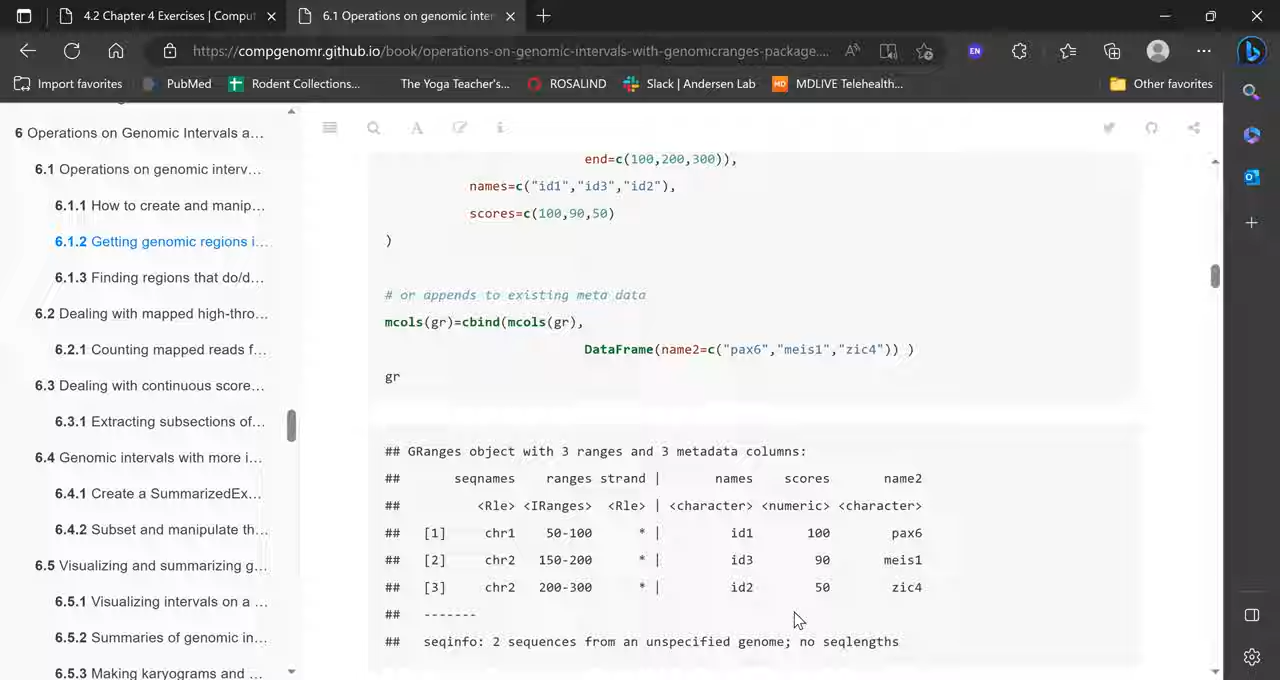 4.2 Chapter 4 Exercises | Comput
6.1 Operations on genomic inter
https://compgenomr.github.io/book/operations-on-genomic-intervals-with-genomicranges-package....
EN
Import favorites
PubMed
Rodent Collections...
The Yoga Teacher's...
ROSALIND
Slack | Andersen Lab
MD
MDLIVE Telehealth...
Other favorites
6 Operations on Genomic Intervals a...
6.1 Operations on genomic interv...
6.1.1 How to create and manip...
6.1.2 Getting genomic regions i...
6.1.3 Finding regions that do/d...
6.2 Dealing with mapped high-thro...
6.2.1 Counting mapped reads f...
6.3 Dealing with continuous score...
6.3.1 Extracting subsections of...
6.4 Genomic intervals with more i...
6.4.1 Create a SummarizedEx...
6.4.2 Subset and manipulate th...
6.5 Visualizing and summarizing g...
6.5.1 Visualizing intervals on a ...
6.5.2 Summaries of genomic in...
6.5.3 Making karyograms and ...
end=c(100,200,300)),
names=c("id1","id3","id2"),
scores=c(100,90,50)
)
# or appends to existing meta data
mcols(gr)=cbind(mcols(gr),
DataFrame(name2=c("pax6","meis1","zic4")) )
gr
## GRanges object with 3 ranges and 3 metadata columns:
## seqnames ranges strand | names scores name2
## <Rle> <IRanges> <Rle> | <character> <numeric> <character>
## [1] chr1 50-100 * | id1 100 pax6
## [2] chr2 150-200 * | id3 90 meis1
## [3] chr2 200-300 * | id2 50 zic4
## -------
## seqinfo: 2 sequences from an unspecified genome; no seqlengths